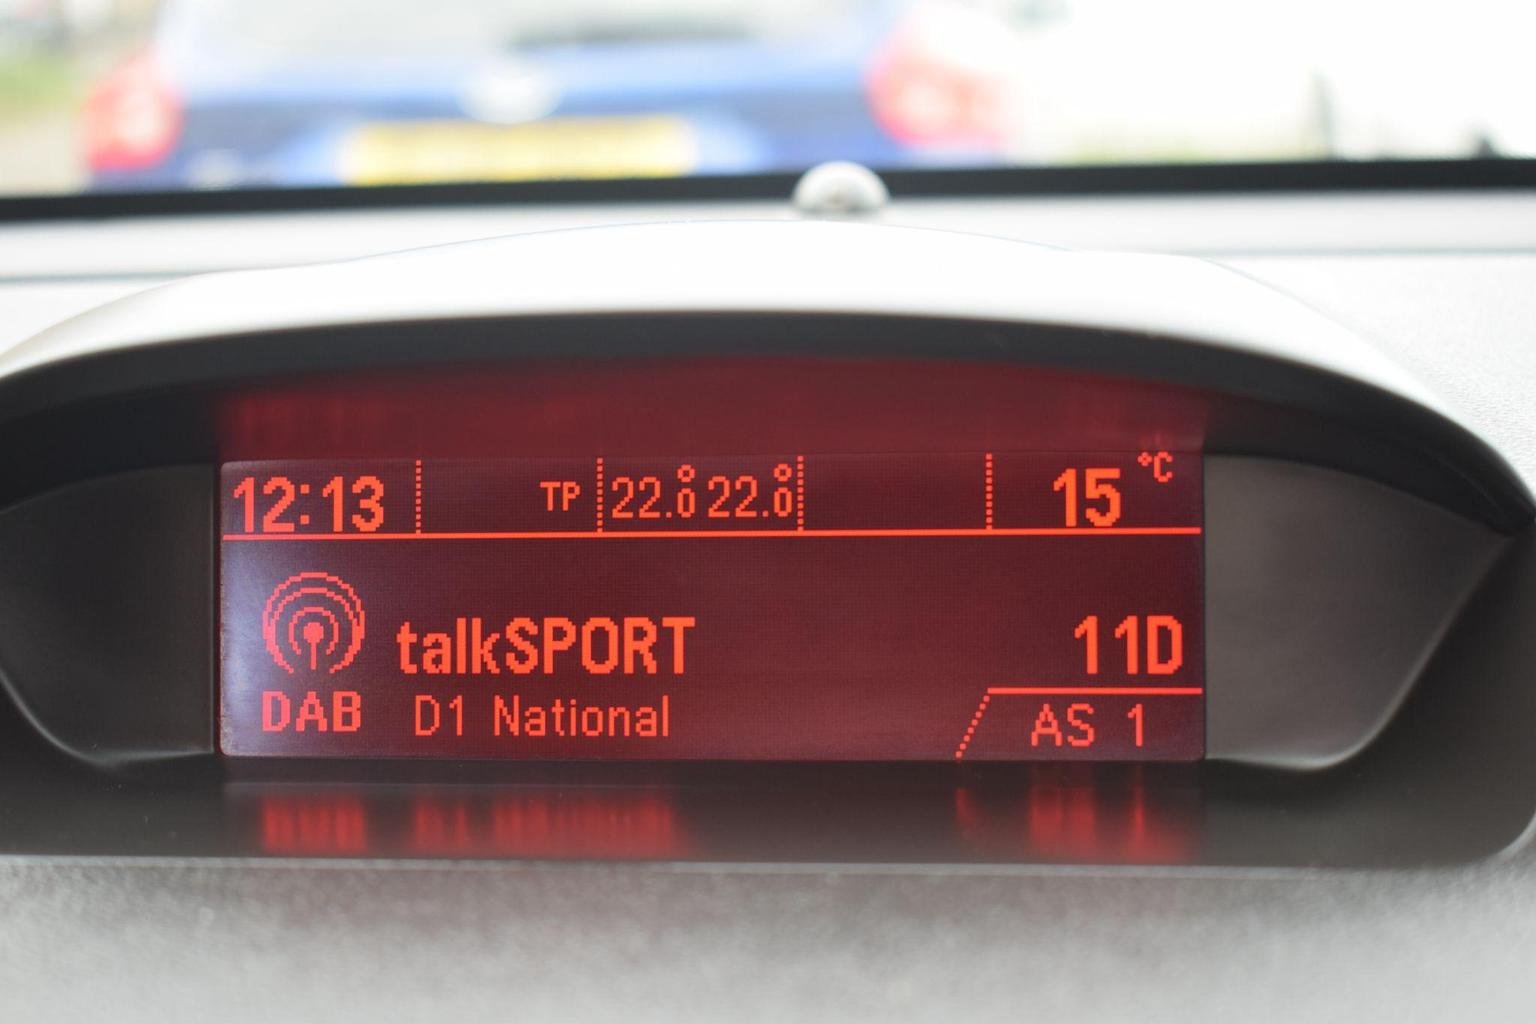 12:13 TP 22.0° 22.0° 15 °C
talkSPORT 11D
DAB D1 National AS 1